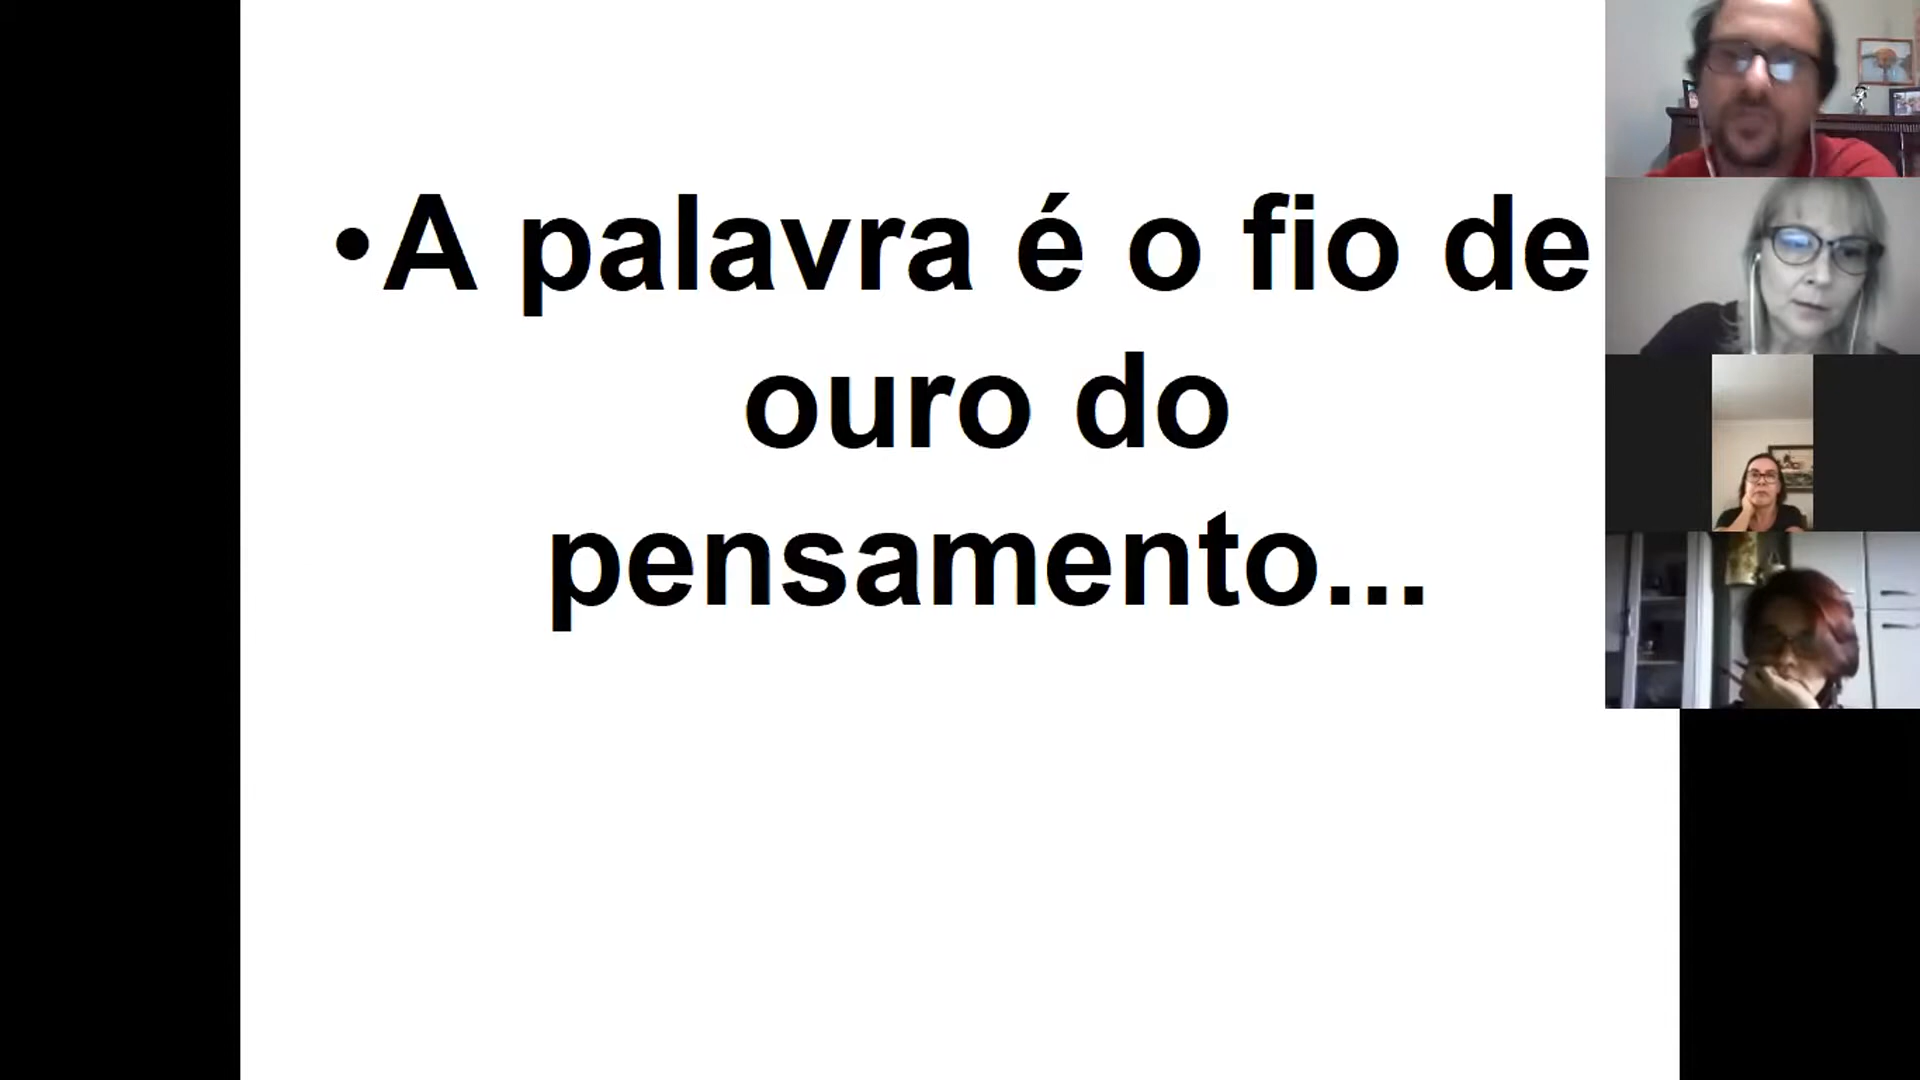 •A palavra é o fio de
ouro do
pensamento...